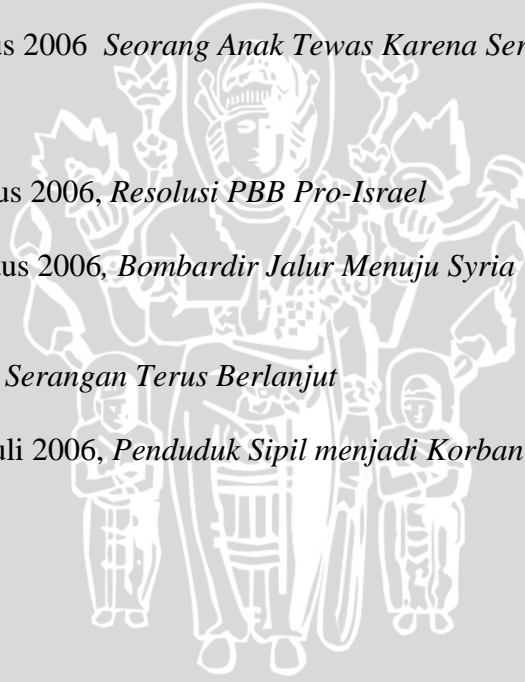 us 2006 Seorang Anak Tewas Karena Ser
us 2006, Resolusi PBB Pro-Israel
tus 2006, Bombardir Jalur Menuju Syria
Serangan Terus Berlanjut
uli 2006, Penduduk Sipil menjadi Korban